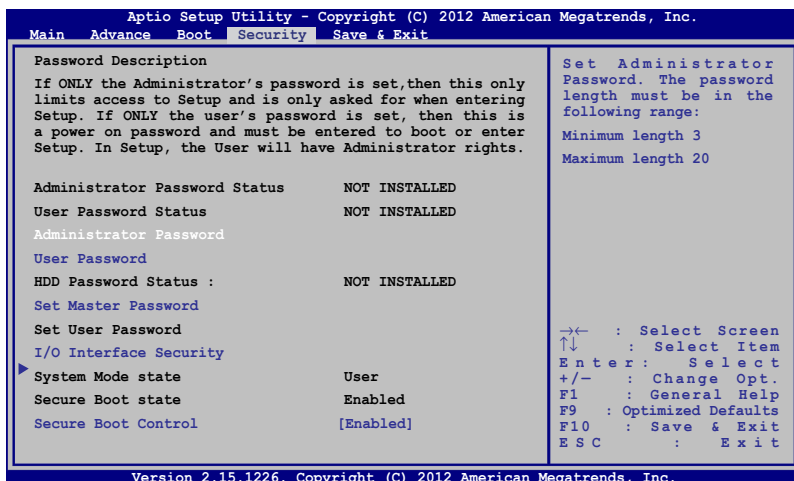 Aptio Setup Utility - Copyright (C) 2012 American Megatrends, Inc.
Main Advance Boot Security Save & Exit
Password Description
If ONLY the Administrator's password is set,then this only
limits access to Setup and is only asked for when entering
Setup. If ONLY the user's password is set, then this is
a power on password and must be entered to boot or enter
Setup. In Setup, the User will have Administrator rights.
Administrator Password Status NOT INSTALLED
User Password Status NOT INSTALLED
Administrator Password
User Password
HDD Password Status : NOT INSTALLED
Set Master Password
Set User Password
I/O Interface Security
System Mode state User
Secure Boot state Enabled
Secure Boot Control [Enabled]
Set Administrator
Password. The password
length must be in the
following range:
Minimum length 3
Maximum length 20
→← : Select Screen
↑↓ : Select Item
Enter: Select
+/— : Change Opt.
F1 : General Help
F9 : Optimized Defaults
F10 : Save & Exit
ESC : Exit
Version 2.15.1226. Copyright (C) 2012 American Megatrends, Inc.